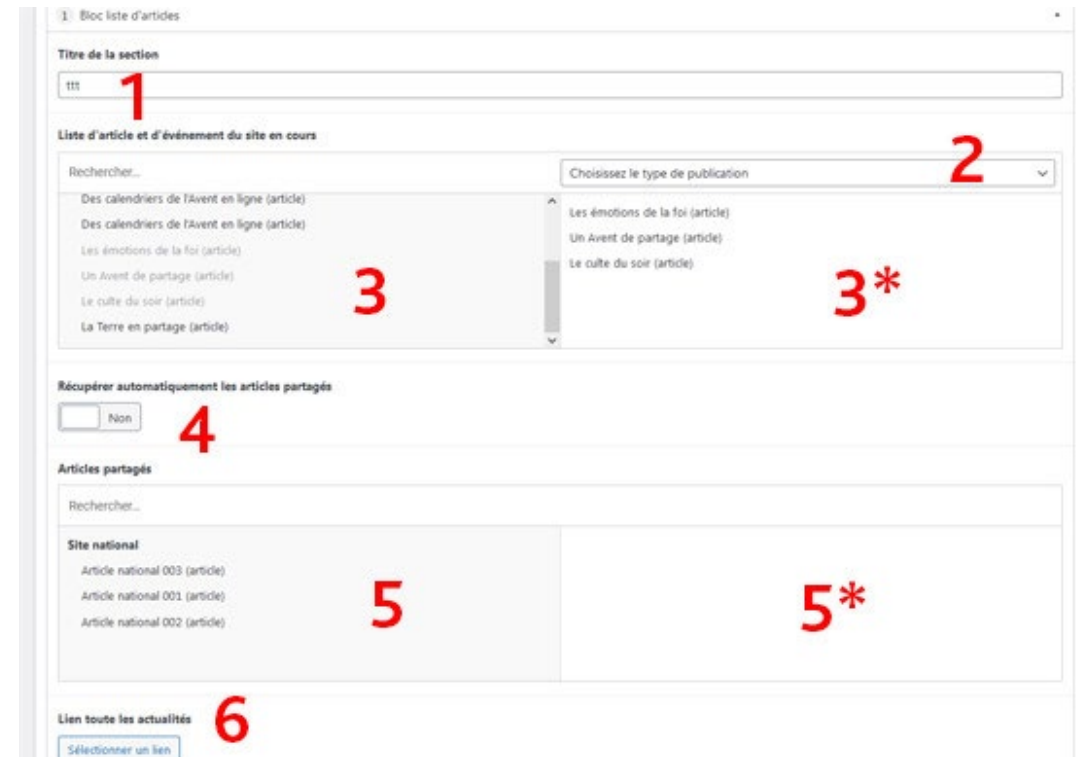 1 Bloc liste d'articles
Titre de la section
ttt
1
Liste d'article et d'événement du site en cours
Rechercher...
Choisissez le type de publication
2
Des calendriers de l'Avent en ligne (article)
Des calendriers de l'Avent en ligne (article)
Les émotions de la foi (article)
Un Avent de partage (article)
Le culte du soir (article)
La Terre en partage (article)
3
Les émotions de la foi (article)
Un Avent de partage (article)
Le culte du soir (article)
3*
Récupérer automatiquement les articles partagés
Non
4
Articles partagés
Rechercher...
Site national
Article national 003 (article)
Article national 001 (article)
Article national 002 (article)
5
5*
Lien toute les actualités
6
Sélectionner un lien